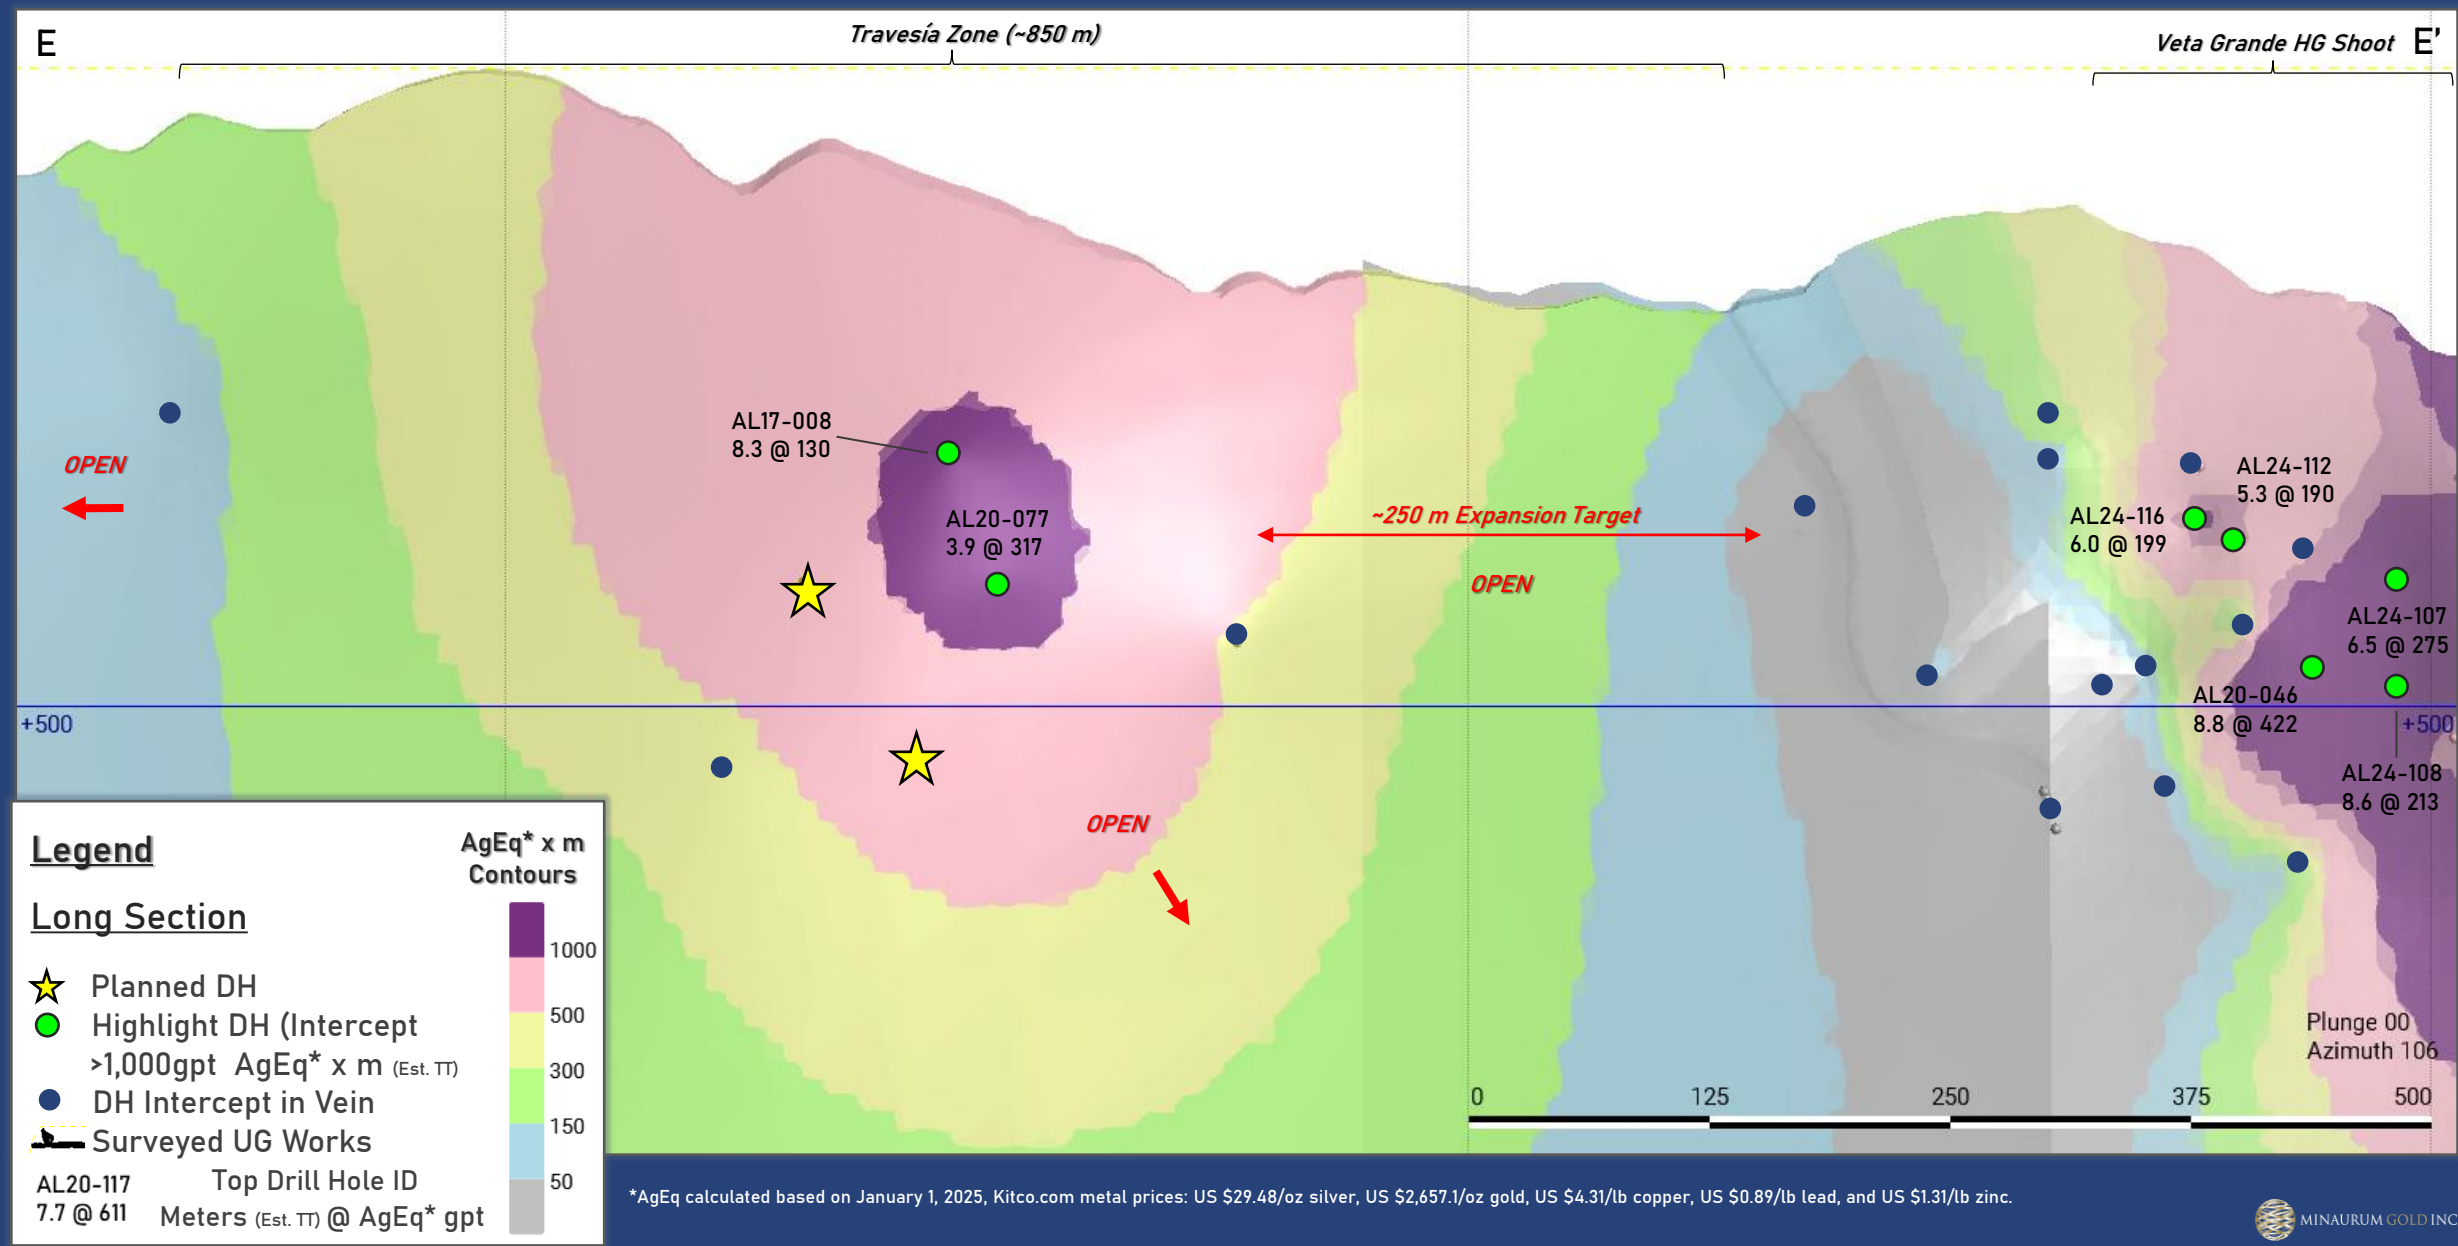 E
Travesía Zone (~850 m)
Veta Grande HG Shoot
E'
AL17-008
8.3 @ 130
AL20-077
3.9 @ 317
OPEN
~250 m Expansion Target
OPEN
OPEN
AL24-112
5.3 @ 190
AL24-116
6.0 @ 199
AL24-107
6.5 @ 275
AL20-046
8.8 @ 422
AL24-108
8.6 @ 213
+500
+500
Plunge 00
Azimuth 106
0 125 250 375 500
Legend
Long Section
Planned DH
Highlight DH (Intercept
>1,000gpt AgEq* x m (Est. TT)
DH Intercept in Vein
Surveyed UG Works
AL20-117
7.7 @ 611
Top Drill Hole ID
Meters (Est. TT) @ AgEq* gpt
AgEq* x m
Contours
1000
500
300
150
50
*AgEq calculated based on January 1, 2025, Kitco.com metal prices: US $29.48/oz silver, US $2,657.1/oz gold, US $4.31/lb copper, US $0.89/lb lead, and US $1.31/lb zinc.
MINAURUM GOLD INC